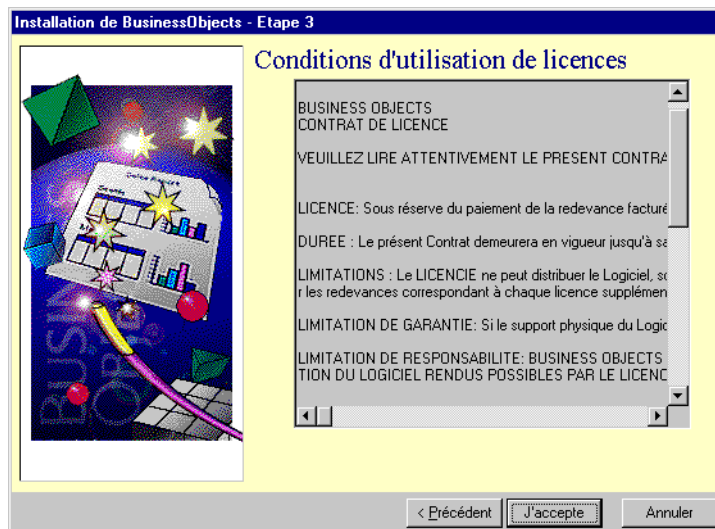 Installation de BusinessObjects - Etape 3
Conditions d'utilisation de licences
BUSINESS OBJECTS
CONTRAT DE LICENCE
VEUILLEZ LIRE ATTENTIVEMENT LE PRESENT CONTRA
LICENCE: Sous réserve du paiement de la redevance facturé
DUREE : Le présent Contrat demeurera en vigueur jusqu'à sa
LIMITATIONS : Le LICENCIE ne peut distribuer le Logiciel, so
r les redevances correspondant à chaque licence supplémen
LIMITATION DE GARANTIE: Si le support physique du Logic
LIMITATION DE RESPONSABILITE: BUSINESS OBJECTS
TION DU LOGICIEL RENDUS POSSIBLES PAR LE LICENC
BUSIN
OBJE
< Précédent
J'accepte
Annuler